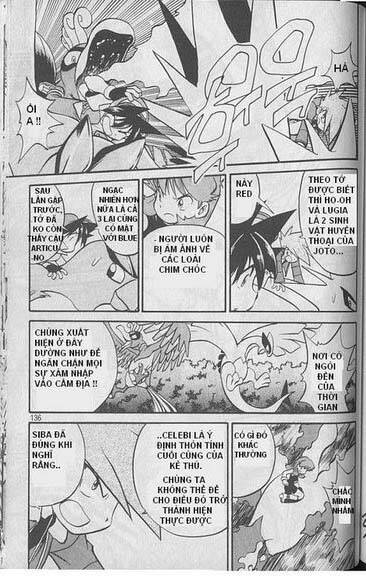 HẢ
ÔI
A !!
THEO TỚ
ĐƯỢC BIẾT
THÌ HO-OH
VÀ LUGIA
LÀ 2 SINH
VẬT HUYỀN
THOẠI CỦA
JOTO...
NÀY
RED
- NGƯỜI LUÔN
BỊ ÁM ẢNH VỀ
CÁC LOÀI
CHIM CHÓC
NGẠC
NHIÊN HƠN
NỮA LÀ CẢ
3 LẠI CÙNG
CÓ MẶT
VỚI BLUE
SAU
LẦN GẶP
TRƯỚC,
TỚ ĐÃ
KO CÒN
THẤY CẬU
ARTICU
NO
NƠI CÓ
NGÔI
ĐỀN
CỦA
THỜI
GIAN
CHÚNG XUẤT
HIỆN Ở ĐÂY
DƯỜNG NHƯ ĐỂ
NGĂN CHẶN MỌI
SỰ XÂM NHẬP
VÀO CẤM ĐỊA !!
136
CÓ GÌ ĐÓ
KHÁC
THƯỜNG
CHẮC
MÌNH
NHẦM
..CELEBI LÀ Ý
ĐỊNH THÔN TÍNH
CUỐI CÙNG CỦA
KẺ THÙ.
CHÚNG TA
KHÔNG THỂ ĐỂ
CHO ĐIỀU ĐÓ TRỞ
THÀNH HIỆN
THỰC ĐƯỢC
SIBA ĐÃ
ĐÚNG KHI
NGHĨ
RẰNG..